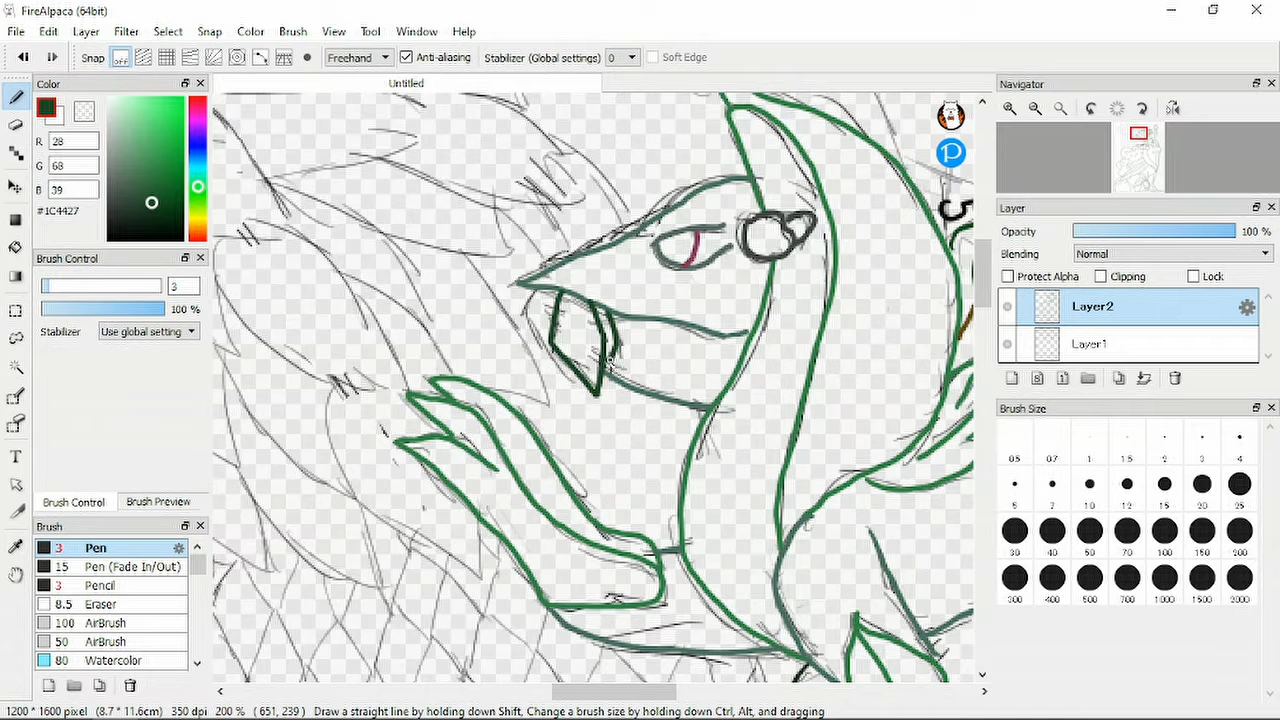 FireAlpaca (64bit)
File Edit Layer Filter Select Snap Color Brush View Tool Window Help
Snap OFF Freehand Anti-aliasing Stabilizer (Global settings) 0 Soft Edge
Color
R 28
G 68
B 39
#1C4427
Brush Control
3
100 %
Stabilizer Use global setting
Brush Control Brush Preview
Brush
3 Pen
15 Pen (Fade In/Out)
3 Pencil
8.5 Eraser
100 AirBrush
50 AirBrush
80 Watercolor
Untitled
Navigator
Layer
Opacity 100 %
Blending Normal
Protect Alpha Clipping Lock
Layer2
Layer1
Brush Size
0.5 0.7 1 1.5 2 3 4
5 7 10 12 15 20 25
30 40 50 70 100 150 200
300 400 500 700 1000 1500 2000
1200 * 1600 pixel (8.7 * 11.6cm) 350 dpi 200 % ( 651, 239 ) Draw a straight line by holding down Shift, Change a brush size by holding down Ctrl, Alt, and dragging